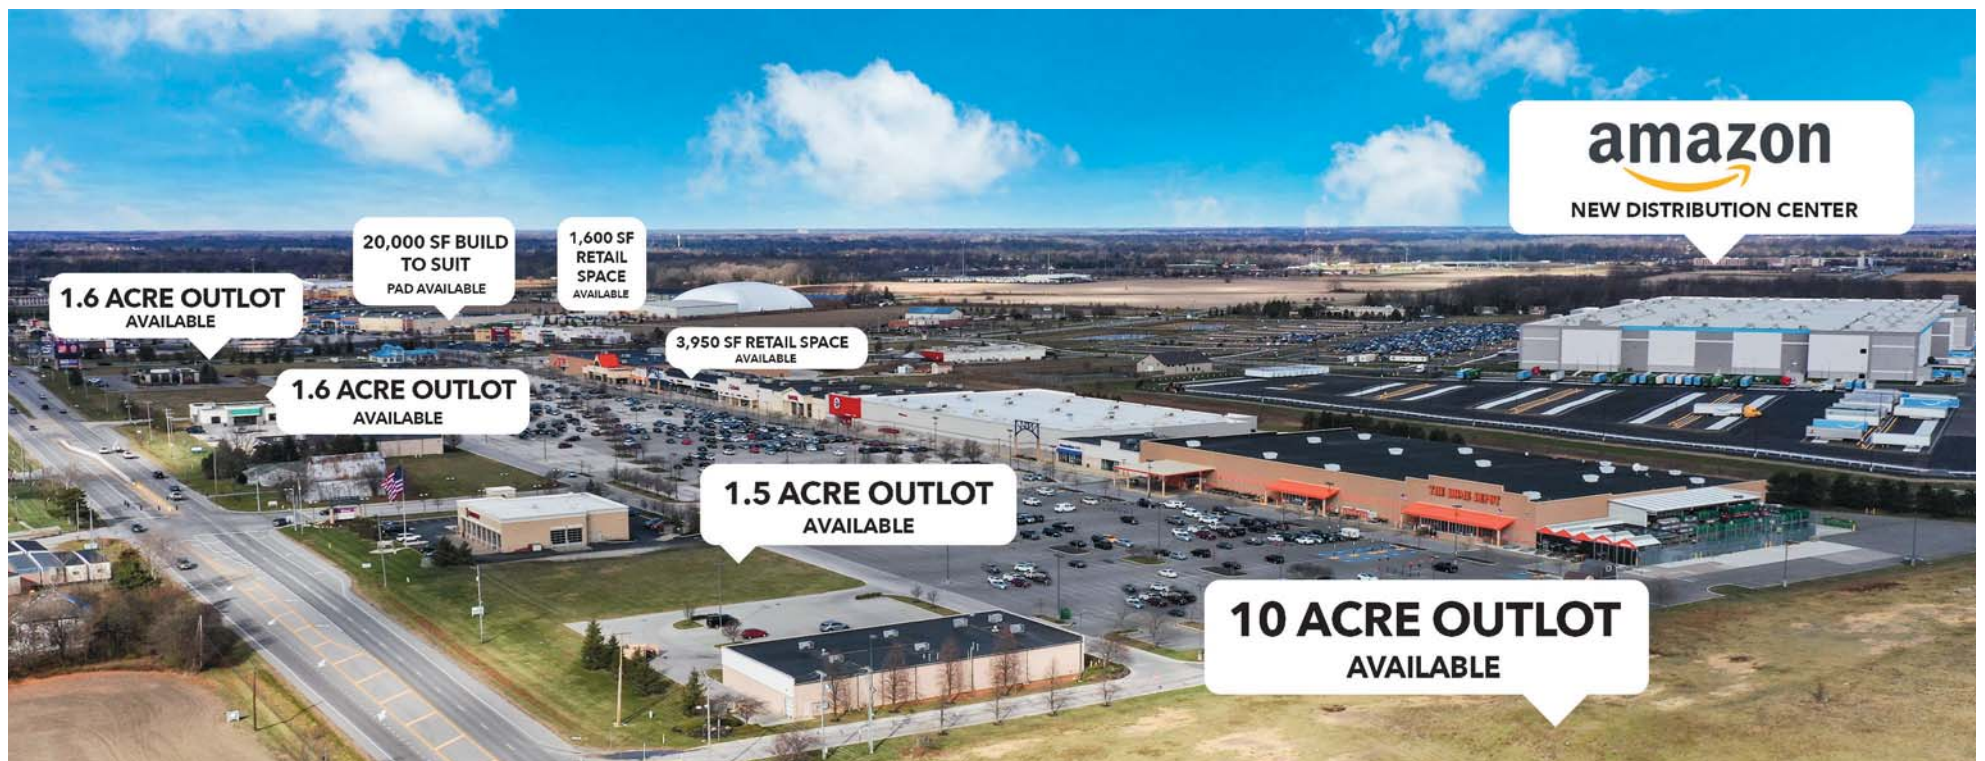 amazon
NEW DISTRIBUTION CENTER
20,000 SF BUILD
TO SUIT
PAD AVAILABLE
1,600 SF
RETAIL
SPACE
AVAILABLE
1.6 ACRE OUTLOT
AVAILABLE
3,950 SF RETAIL SPACE
AVAILABLE
1.6 ACRE OUTLOT
AVAILABLE
1.5 ACRE OUTLOT
AVAILABLE
THE HOME DEPOT
10 ACRE OUTLOT
AVAILABLE